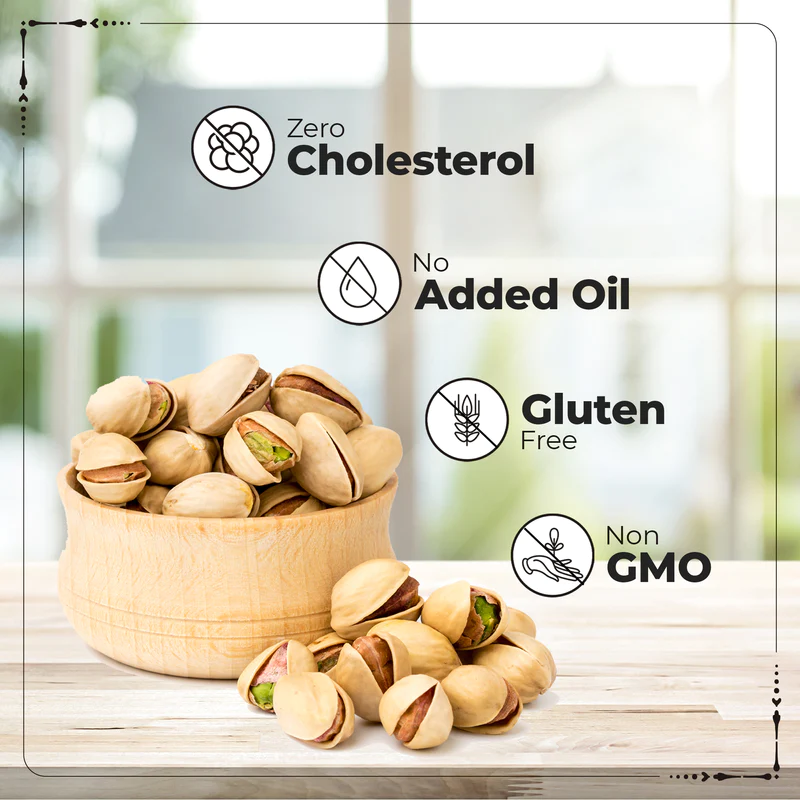 Zero
Cholesterol
No
Added Oil
Gluten
Free
Non
GMO